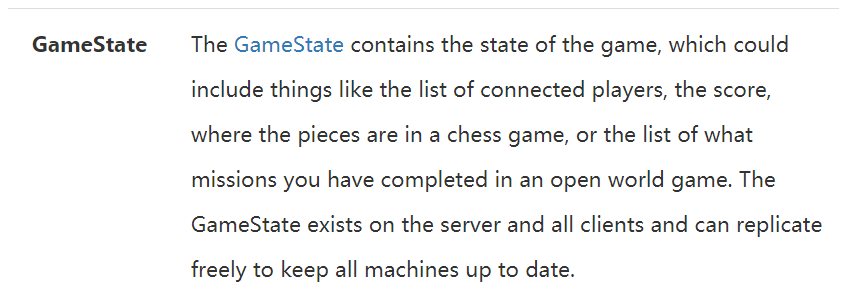 GameState The GameState contains the state of the game, which could
include things like the list of connected players, the score,
where the pieces are in a chess game, or the list of what
missions you have completed in an open world game. The
GameState exists on the server and all clients and can replicate
freely to keep all machines up to date.